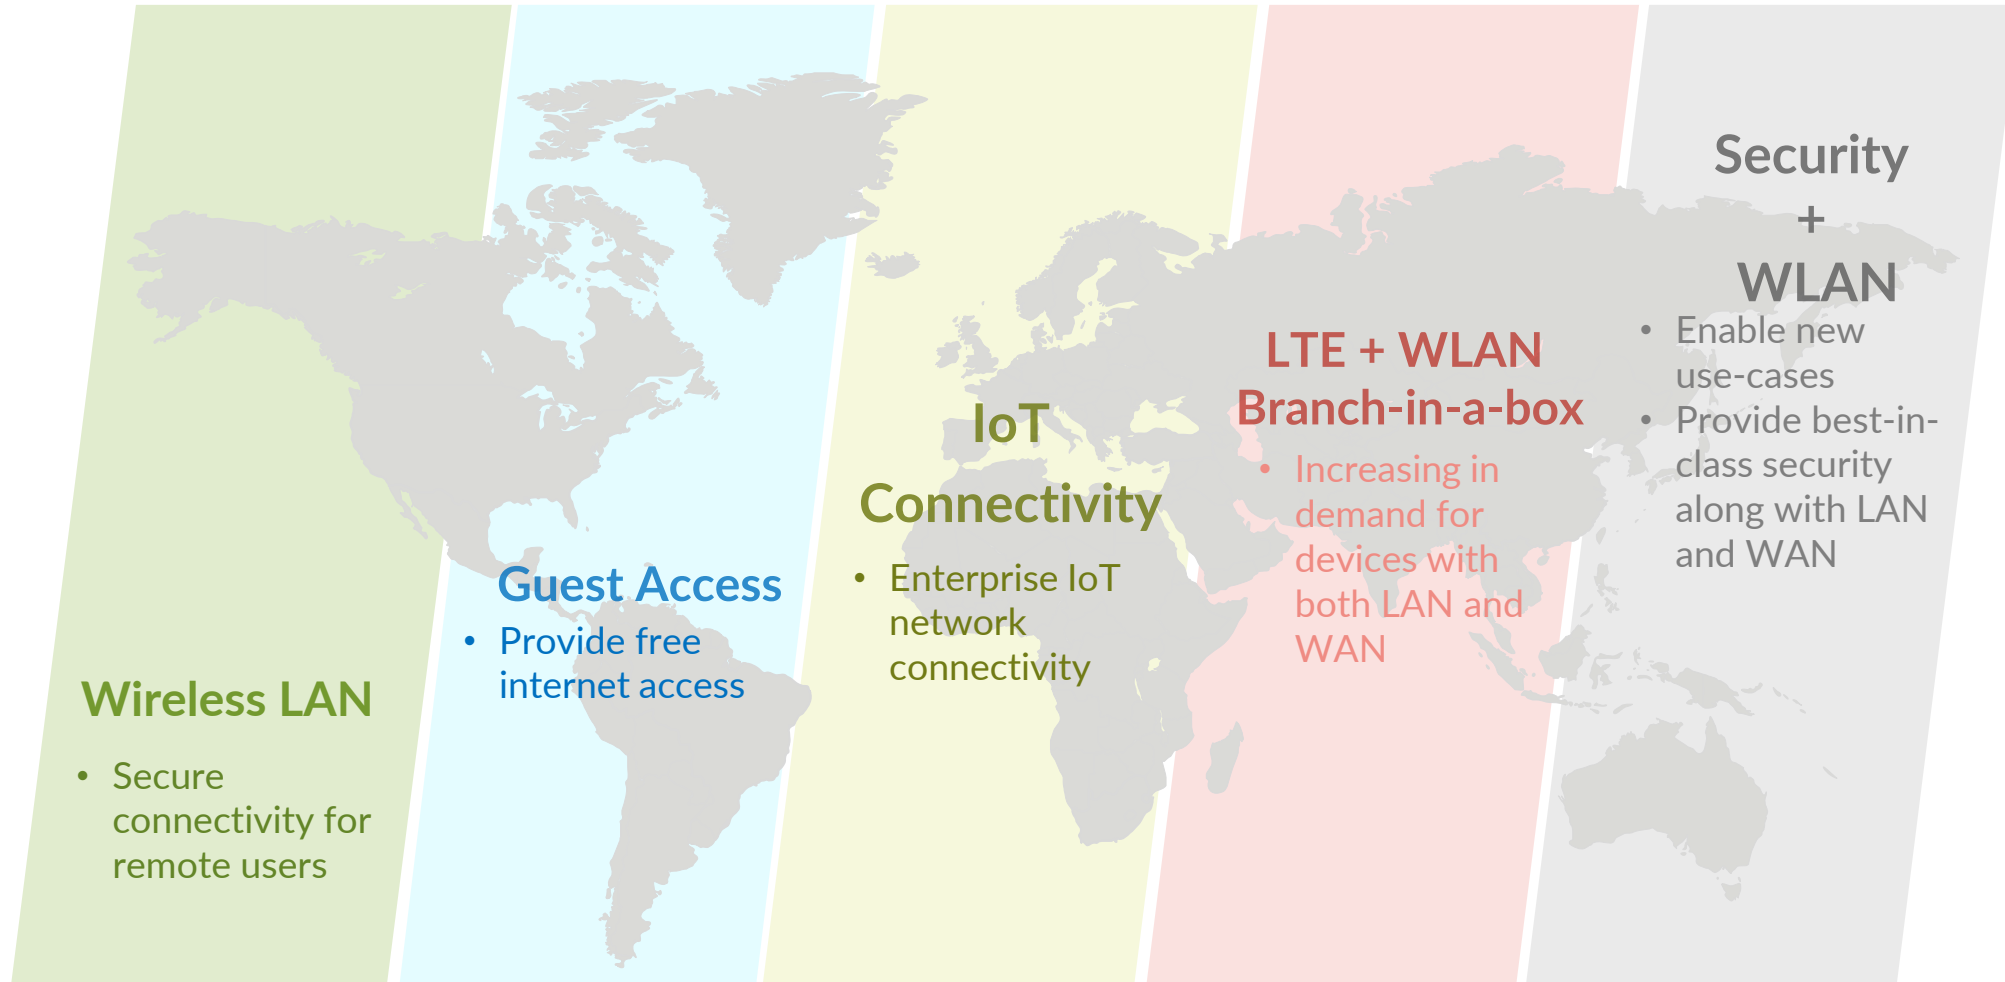 Wireless LAN
• Secure
connectivity for
remote users
Guest Access
• Provide free
internet access
IoT
Connectivity
• Enterprise IoT
network
connectivity
LTE + WLAN
Branch-in-a-box
• Increasing in
demand for
devices with
both LAN and
WAN
Security
+
WLAN
• Enable new
use-cases
• Provide best-in-
class security
along with LAN
and WAN